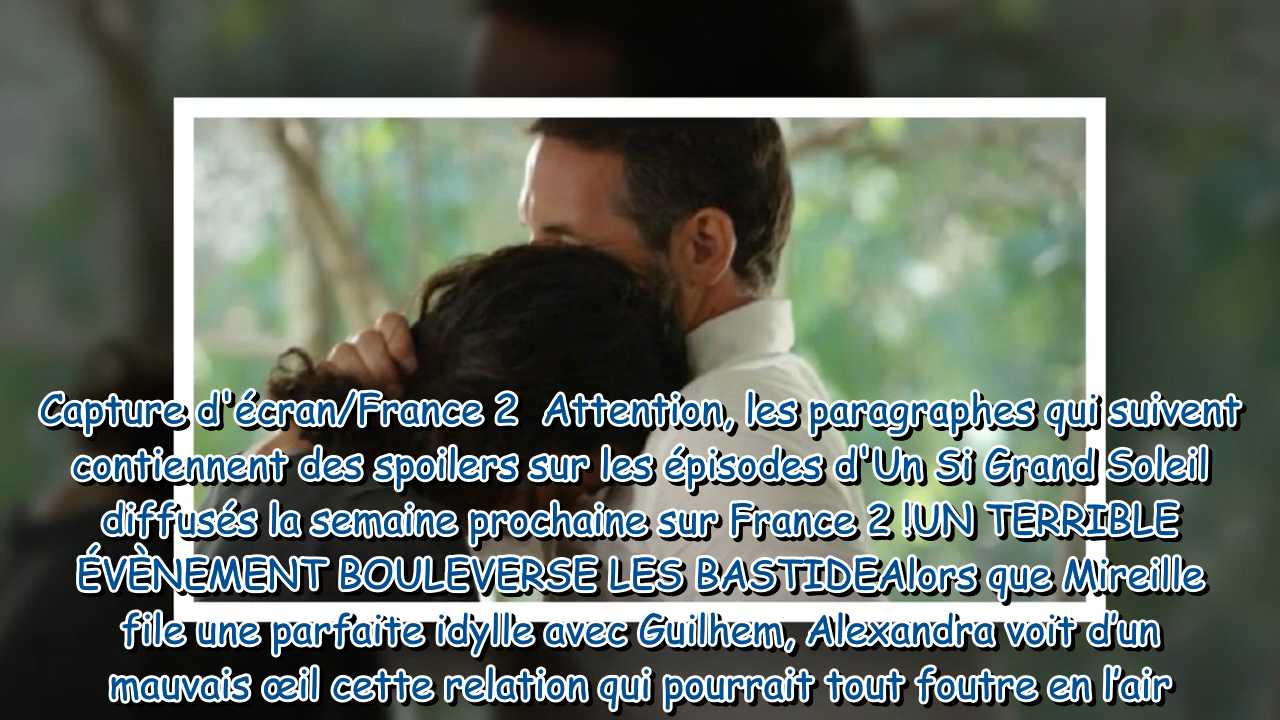 Capture d'écran/France 2  Attention, les paragraphes qui suivent
contiennent des spoilers sur les épisodes d'Un Si Grand Soleil
diffusés la semaine prochaine sur France 2 !UN TERRIBLE
ÉVÈNEMENT BOULEVERSE LES BASTIDEAlors que Mireille
file une parfaite idylle avec Guilhem, Alexandra voit d’un
mauvais œil cette relation qui pourrait tout foutre en l’air